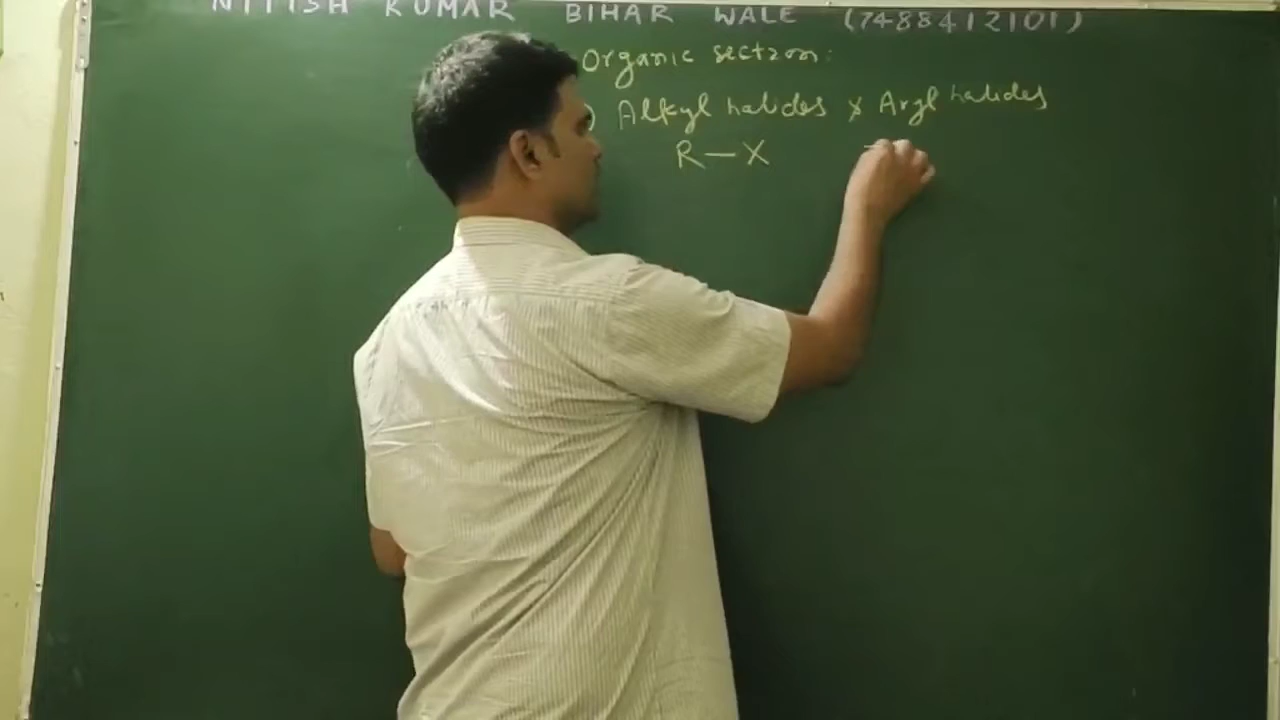 NITISH KUMAR BIHAR WALE (7488412101)
Organic section:
) Alkyl halides & Aryl halides
R — X